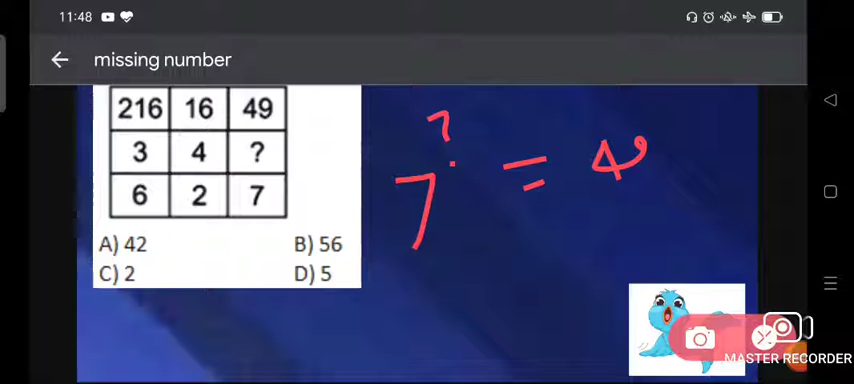 11:48
missing number
216 16 49
3 4 ?
6 2 7
A) 42 B) 56
C) 2 D) 5
7? = 49
MASTER RECORDER